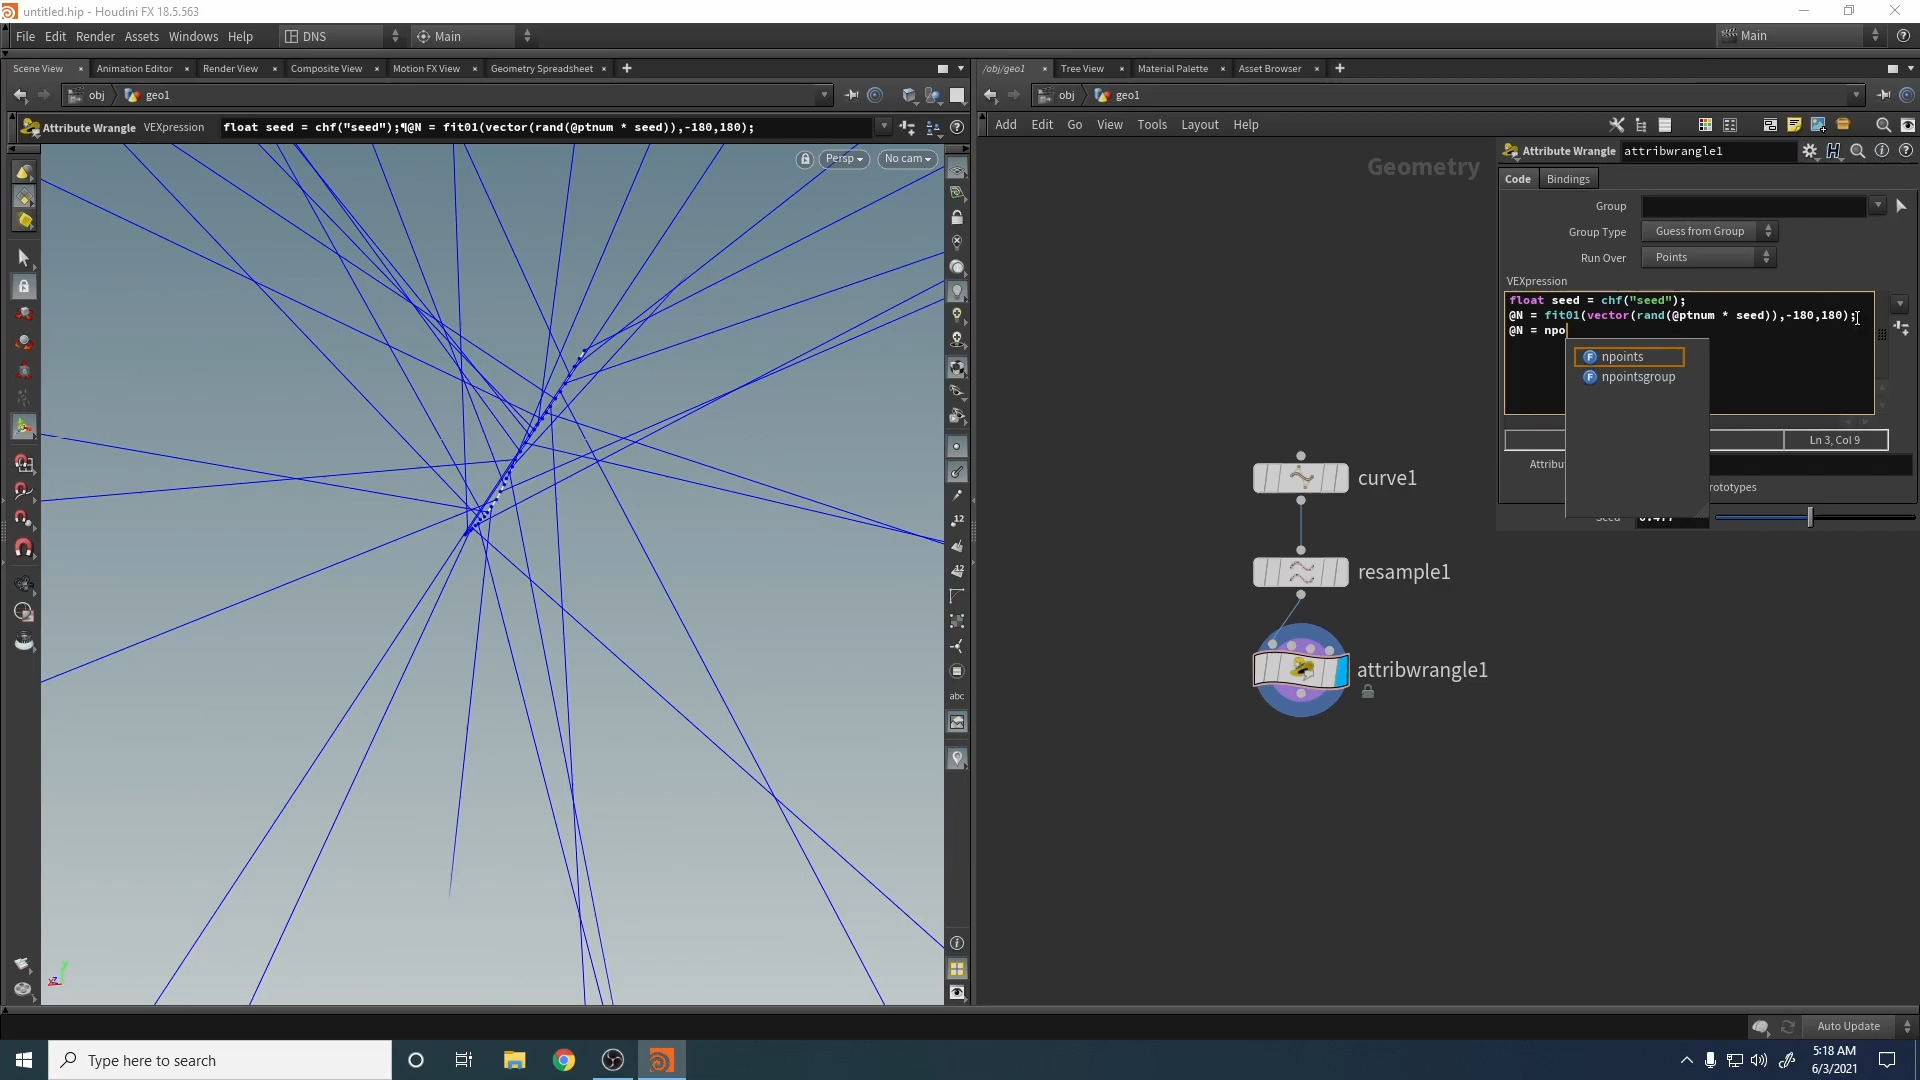 untitled.hip - Houdini FX 18.5.563
File Edit Render Assets Windows Help DNS Main Main
Scene View Animation Editor Render View Composite View Motion FX View Geometry Spreadsheet
/obj/geo1 Tree View Material Palette Asset Browser
obj geo1
obj geo1
Attribute Wrangle VEXpression float seed = chf("seed");¶@N = fit01(vector(rand(@ptnum * seed)),-180,180);
Add Edit Go View Tools Layout Help
Persp No cam
Geometry
Attribute Wrangle attribwrangle1
Code Bindings
Group
Group Type Guess from Group
Run Over Points
VEXpression
float seed = chf("seed");
@N = fit01(vector(rand(@ptnum * seed)),-180,180);
@N = npo
npoints
npointsgroup
Ln 3, Col 9
Attribu
rototypes
curve1
resample1
attribwrangle1
12
12
abc
Auto Update
Type here to search
5:18 AM
6/3/2021